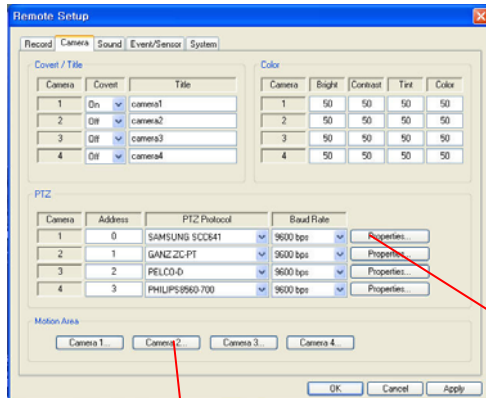 Remote Setup
Record Camera Sound Event/Sensor System
Covert / Title
Camera Covert Title
1 On camera1
2 Off camera2
3 Off camera3
4 Off camera4
Color
Camera Bright Contrast Tint Color
1 50 50 50 50
2 50 50 50 50
3 50 50 50 50
4 50 50 50 50
PTZ
Camera Address PTZ Protocol Baud Rate
1 0 SAMSUNG SCC641 9600 bps Properties...
2 1 GANZ ZC-PT 9600 bps Properties...
3 2 PELCO-D 9600 bps Properties...
4 3 PHILIPS8560-700 9600 bps Properties...
Motion Area
Camera 1... Camera 2... Camera 3... Camera 4...
OK Cancel Apply